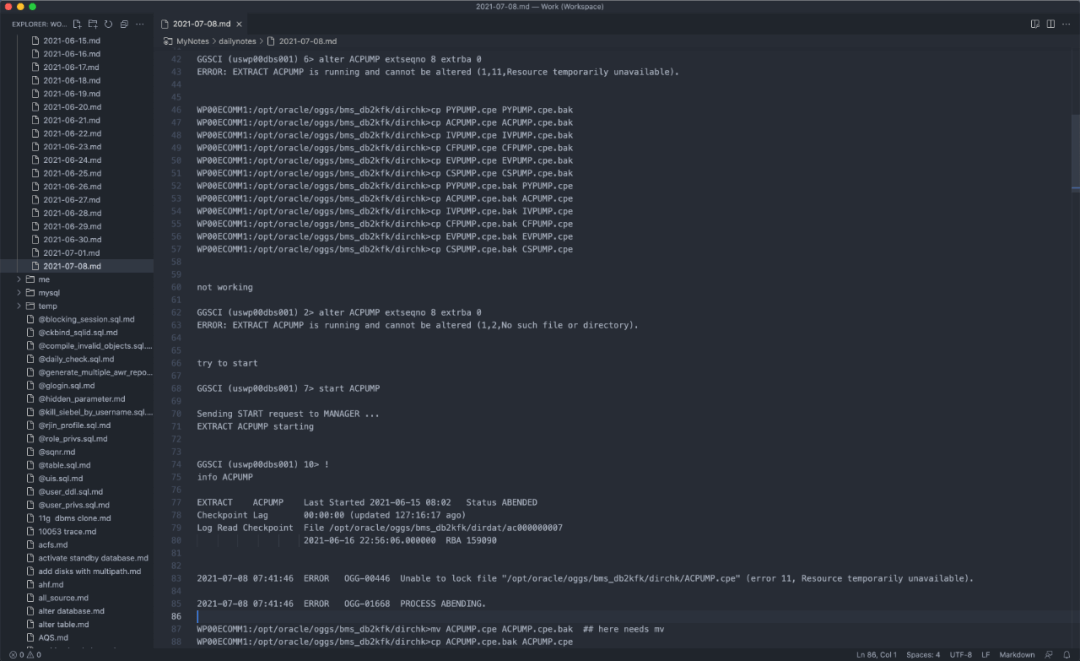 2021-07-08.md — Work (Workspace)
EXPLORER: WO...
2021-06-15.md
2021-06-16.md
2021-06-17.md
2021-06-18.md
2021-06-19.md
2021-06-20.md
2021-06-21.md
2021-06-22.md
2021-06-23.md
2021-06-24.md
2021-06-25.md
2021-06-26.md
2021-06-27.md
2021-06-28.md
2021-06-29.md
2021-06-30.md
2021-07-01.md
2021-07-08.md
me
mysql
temp
@blocking_session.sql.md
@ckbind_sqlid.sql.md
@compile_invalid_objects.sql....
@daily_check.sql.md
@generate_multiple_awr_repo...
@glogin.sql.md
@hidden_parameter.md
@kill_siebel_by_username.sql....
@rjin_profile.sql.md
@role_privs.sql.md
@sqnr.md
@table.sql.md
@uis.sql.md
@user_ddl.sql.md
@user_privs.sql.md
11g dbms clone.md
10053 trace.md
acfs.md
activate standby database.md
add disks with multipath.md
ahf.md
all_source.md
alter database.md
alter table.md
AQS.md
2021-07-08.md
MyNotes > dailynotes > 2021-07-08.md
42 GGSCI (uswp00dbs001) 6> alter ACPUMP extseqno 8 extrba 0
43 ERROR: EXTRACT ACPUMP is running and cannot be altered (1,11,Resource temporarily unavailable).
44
45
46 WP00ECOMM1:/opt/oracle/oggs/bms_db2kfk/dirchk>cp PYPUMP.cpe PYPUMP.cpe.bak
47 WP00ECOMM1:/opt/oracle/oggs/bms_db2kfk/dirchk>cp ACPUMP.cpe ACPUMP.cpe.bak
48 WP00ECOMM1:/opt/oracle/oggs/bms_db2kfk/dirchk>cp IVPUMP.cpe IVPUMP.cpe.bak
49 WP00ECOMM1:/opt/oracle/oggs/bms_db2kfk/dirchk>cp CFPUMP.cpe CFPUMP.cpe.bak
50 WP00ECOMM1:/opt/oracle/oggs/bms_db2kfk/dirchk>cp EVPUMP.cpe EVPUMP.cpe.bak
51 WP00ECOMM1:/opt/oracle/oggs/bms_db2kfk/dirchk>cp CSPUMP.cpe CSPUMP.cpe.bak
52 WP00ECOMM1:/opt/oracle/oggs/bms_db2kfk/dirchk>cp PYPUMP.cpe.bak PYPUMP.cpe
53 WP00ECOMM1:/opt/oracle/oggs/bms_db2kfk/dirchk>cp ACPUMP.cpe.bak ACPUMP.cpe
54 WP00ECOMM1:/opt/oracle/oggs/bms_db2kfk/dirchk>cp IVPUMP.cpe.bak IVPUMP.cpe
55 WP00ECOMM1:/opt/oracle/oggs/bms_db2kfk/dirchk>cp CFPUMP.cpe.bak CFPUMP.cpe
56 WP00ECOMM1:/opt/oracle/oggs/bms_db2kfk/dirchk>cp EVPUMP.cpe.bak EVPUMP.cpe
57 WP00ECOMM1:/opt/oracle/oggs/bms_db2kfk/dirchk>cp CSPUMP.cpe.bak CSPUMP.cpe
58
59
60 not working
61
62 GGSCI (uswp00dbs001) 2> alter ACPUMP extseqno 8 extrba 0
63 ERROR: EXTRACT ACPUMP is running and cannot be altered (1,2,No such file or directory).
64
65
66 try to start
67
68 GGSCI (uswp00dbs001) 7> start ACPUMP
69
70 Sending START request to MANAGER ...
71 EXTRACT ACPUMP starting
72
73
74 GGSCI (uswp00dbs001) 10> !
75 info ACPUMP
76
77 EXTRACT ACPUMP Last Started 2021-06-15 08:02 Status ABENDED
78 Checkpoint Lag 00:00:00 (updated 127:16:17 ago)
79 Log Read Checkpoint File /opt/oracle/oggs/bms_db2kfk/dirdat/ac000000007
80 2021-06-16 22:56:06.000000 RBA 159090
81
82
83 2021-07-08 07:41:46 ERROR OGG-00446 Unable to lock file "/opt/oracle/oggs/bms_db2kfk/dirchk/ACPUMP.cpe" (error 11, Resource temporarily unavailable).
84
85 2021-07-08 07:41:46 ERROR OGG-01668 PROCESS ABENDING.
86
87 WP00ECOMM1:/opt/oracle/oggs/bms_db2kfk/dirchk>mv ACPUMP.cpe ACPUMP.cpe.bak ## here needs mv
88 WP00ECOMM1:/opt/oracle/oggs/bms_db2kfk/dirchk>cp ACPUMP.cpe.bak ACPUMP.cpe
0 0
Ln 86, Col 1 Spaces: 4 UTF-8 LF Markdown